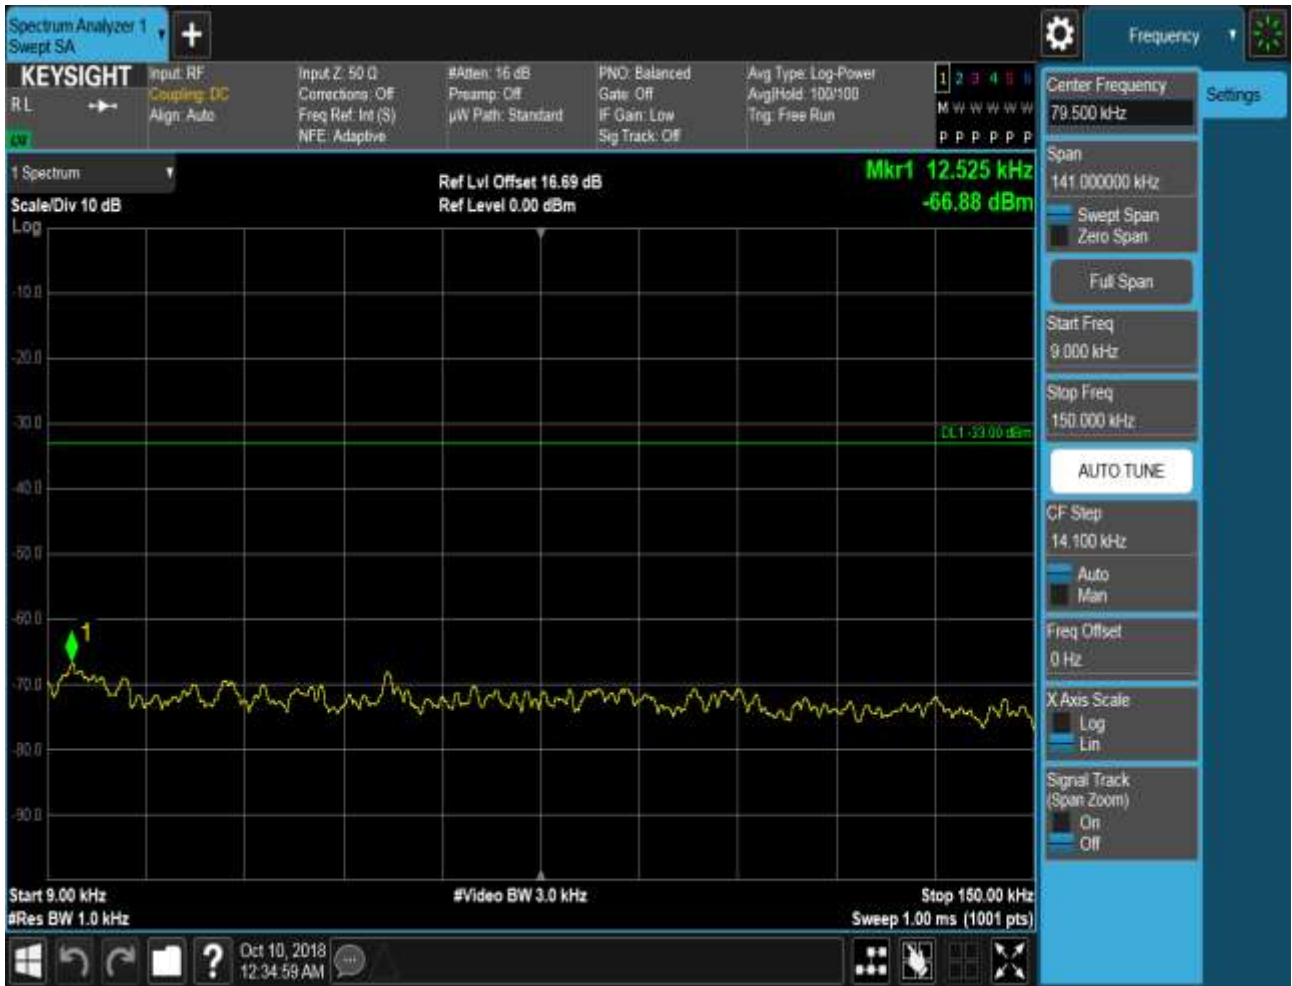 Spectrum Analyzer 1
Swept SA
+
Frequency
KEYSIGHT
RL
Input: RF
Coupling: DC
Align: Auto
Input Z: 50 Ω
Corrections: Off
Freq Ref: Int (S)
NFE: Adaptive
#Atten: 16 dB
Preamp: Off
µW Path: Standard
PNO: Balanced
Gate: Off
IF Gain: Low
Sig Track: Off
Avg Type: Log-Power
Avg|Hold: 100/100
Trig: Free Run
1 2 3 4 5 6
M W W W W W
P P P P P P
1 Spectrum
Scale/Div 10 dB
Log
Ref Lvl Offset 16.69 dB
Ref Level 0.00 dBm
Mkr1 12.525 kHz
-66.88 dBm
-10.0
-20.0
-30.0
-40.0
-50.0
-60.0
-70.0
-80.0
-90.0
DL1 -33.00 dBm
1
Start 9.00 kHz
#Res BW 1.0 kHz
#Video BW 3.0 kHz
Stop 150.00 kHz
Sweep 1.00 ms (1001 pts)
Center Frequency
79.500 kHz
Settings
Span
141.000000 kHz
Swept Span
Zero Span
Full Span
Start Freq
9.000 kHz
Stop Freq
150.000 kHz
AUTO TUNE
CF Step
14.100 kHz
Auto
Man
Freq Offset
0 Hz
X Axis Scale
Log
Lin
Signal Track
(Span Zoom)
On
Off
?
Oct 10, 2018
12:34:59 AM